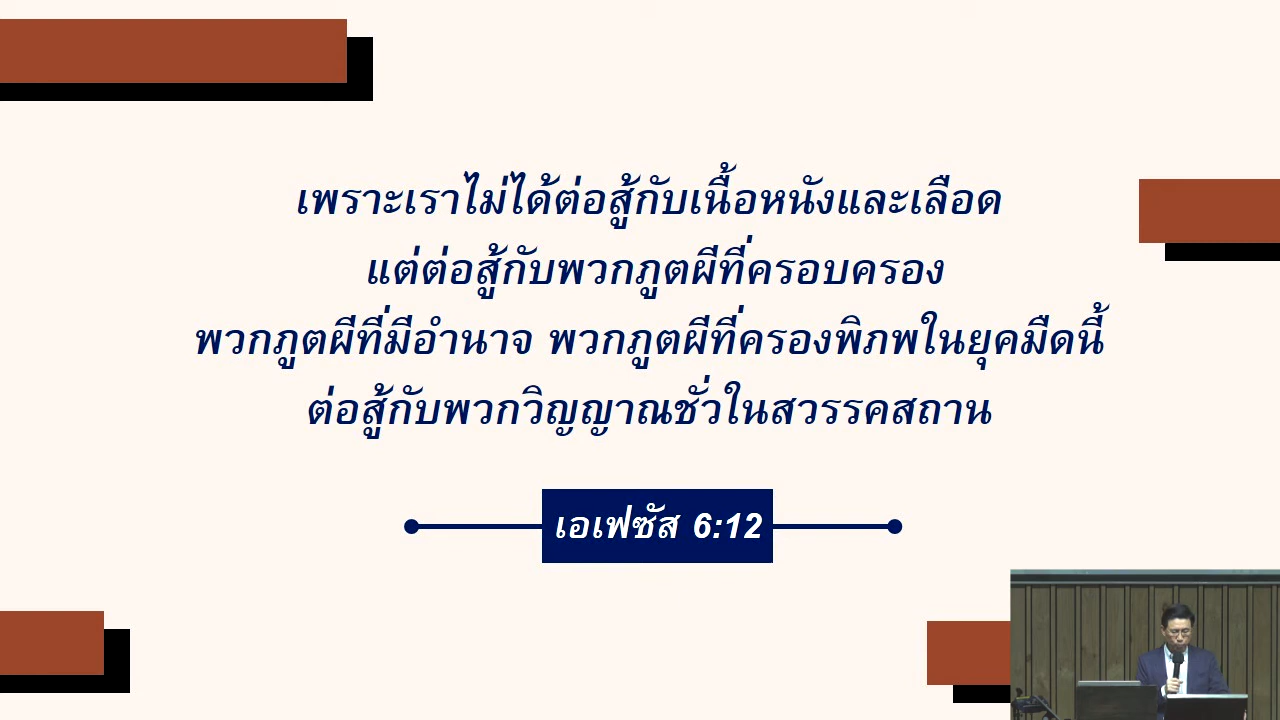 เพราะเราไม่ได้ต่อสู้กับเนื้อหนังและเลือด
แต่ต่อสู้กับพวกภูตผีที่ครอบครอง
พวกภูตผีที่มีอำนาจ พวกภูตผีที่ครองพิภพในยุคมืดนี้
ต่อสู้กับพวกวิญญาณชั่วในสวรรคสถาน
เอเฟซัส 6:12